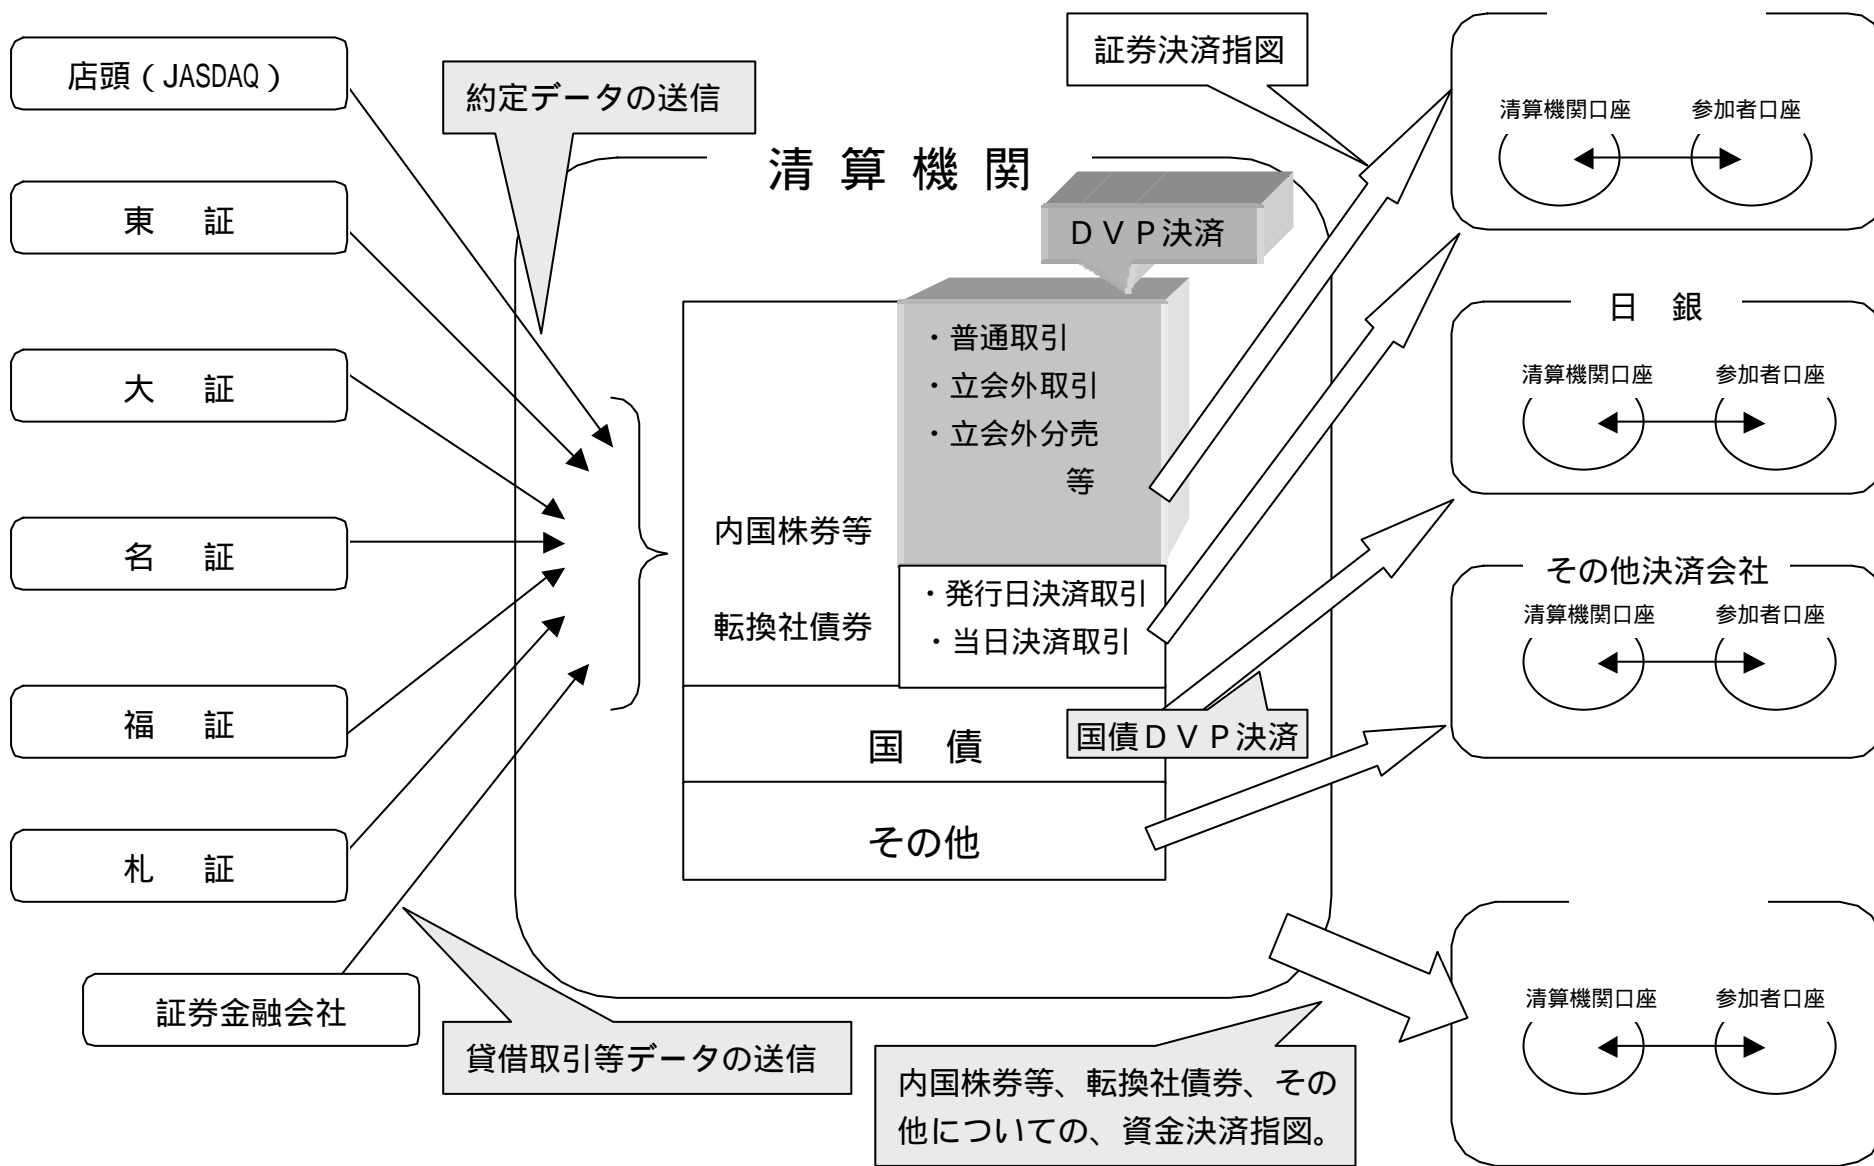 店頭（JASDAQ）
東　証
大　証
名　証
福　証
札　証
証券金融会社
約定データの送信
貸借取引等データの送信
清 算 機 関
ＤＶＰ決済
・普通取引
・立会外取引
・立会外分売
等
内国株券等
転換社債券
・発行日決済取引
・当日決済取引
国　債
国債ＤＶＰ決済
その他
内国株券等、転換社債券、その
他についての、資金決済指図。
証券決済指図
清算機関口座　参加者口座
日　銀
清算機関口座　参加者口座
その他決済会社
清算機関口座　参加者口座
清算機関口座　参加者口座